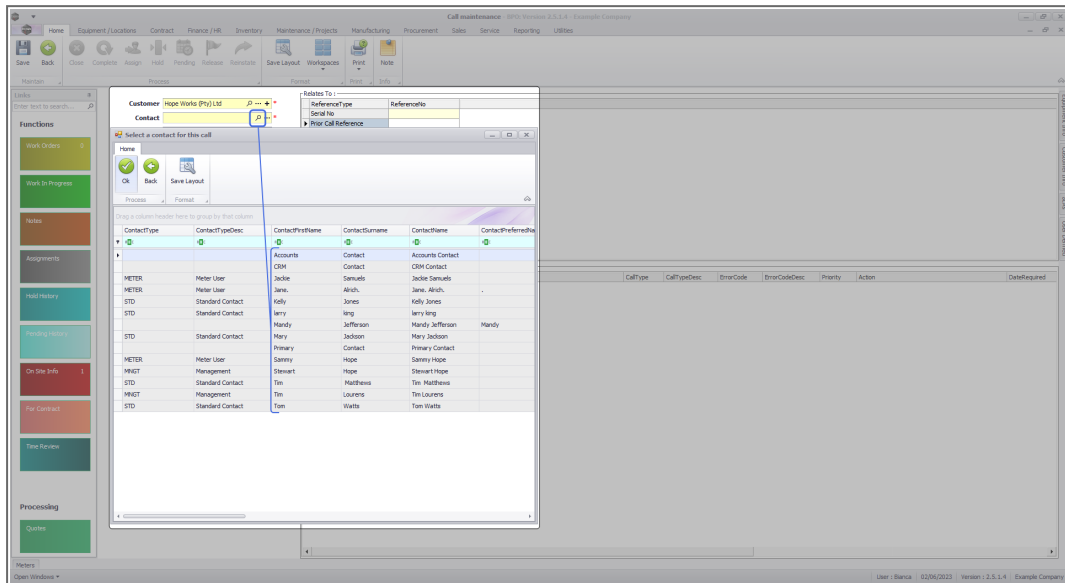 Call maintenance - BPO: Version 2.5.1.4 - Example Company
Home Equipment / Locations Contract Finance / HR Inventory Maintenance / Projects Manufacturing Procurement Sales Service Reporting Utilities
Save Back Close Complete Assign Hold Pending Release Reinstate Save Layout Workspaces Print Note
Maintain Process Format Print Info
Links
Enter text to search...
Functions
Work Orders 0
Work In Progress
Notes
Assignments
Hold History
Pending History
On Site Info 1
For Contract
Time Review
Processing
Quotes
Customer Hope Works (Pty) Ltd
Contact
Relates To :
ReferenceType ReferenceNo
Serial No
Prior Call Reference
Select a contact for this call
Home
Ok Back Save Layout
Process Format
Drag a column header here to group by that column
ContactType ContactTypeDesc ContactFirstName ContactSurname ContactName ContactPreferredNa
Accounts Contact Accounts Contact
CRM Contact CRM Contact
METER Meter User Jackie Samuels Jackie Samuels
METER Meter User Jane. Alrich. Jane. Alrich. .
STD Standard Contact Kelly Jones Kelly Jones
STD Standard Contact larry king larry king
Mandy Jefferson Mandy Jefferson Mandy
STD Standard Contact Mary Jackson Mary Jackson
Primary Contact Primary Contact
METER Meter User Sammy Hope Sammy Hope
MNGT Management Stewart Hope Stewart Hope
STD Standard Contact Tim Matthews Tim Matthews
MNGT Management Tim Lourens Tim Lourens
STD Standard Contact Tom Watts Tom Watts
CallType CallTypeDesc ErrorCode ErrorCodeDesc Priority Action DateRequired
Meters
Open Windows
User : Bianca 02/06/2023 Version : 2.5.1.4 Example Company